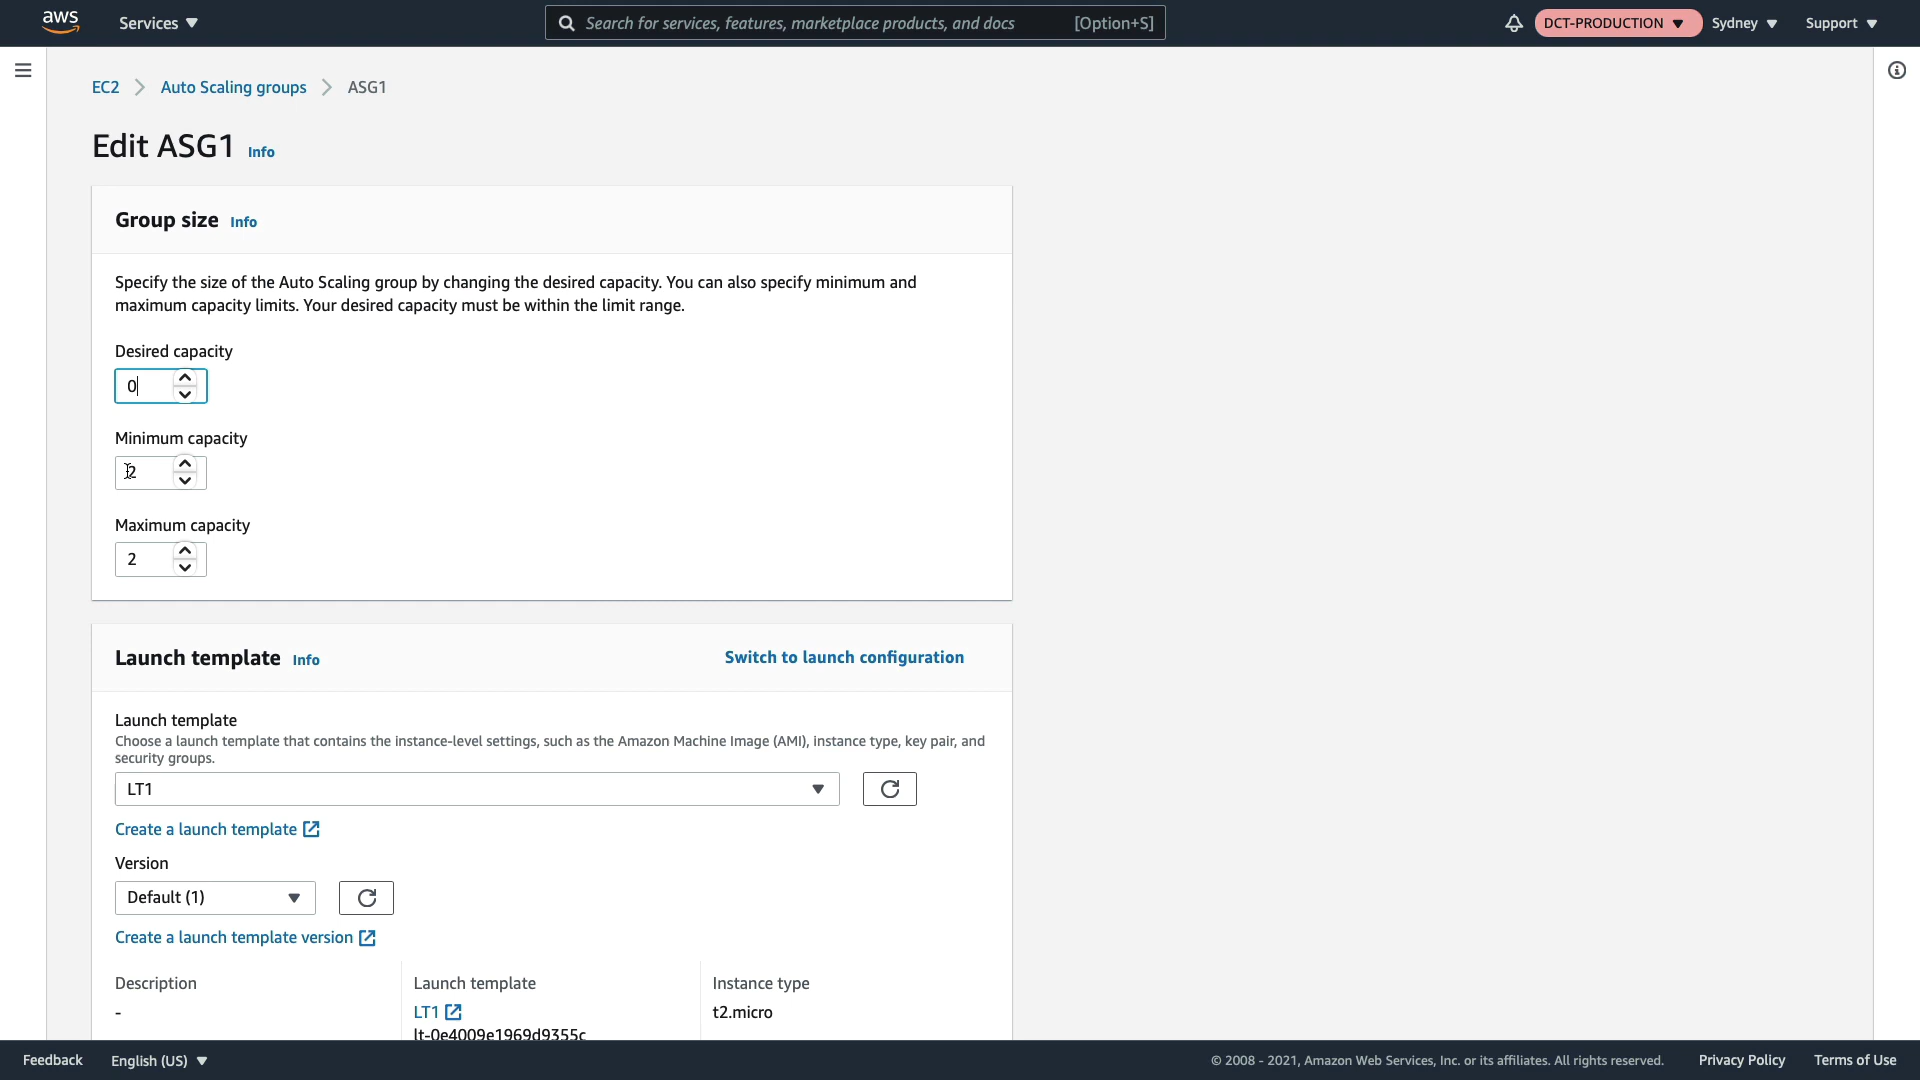 aws
Services
Search for services, features, marketplace products, and docs [Option+S]
DCT-PRODUCTION
Sydney
Support
EC2 > Auto Scaling groups > ASG1
Edit ASG1 Info
Group size Info
Specify the size of the Auto Scaling group by changing the desired capacity. You can also specify minimum and
maximum capacity limits. Your desired capacity must be within the limit range.
Desired capacity
0
Minimum capacity
2
Maximum capacity
2
Launch template Info
Switch to launch configuration
Launch template
Choose a launch template that contains the instance-level settings, such as the Amazon Machine Image (AMI), instance type, key pair, and
security groups.
LT1
Create a launch template
Version
Default (1)
Create a launch template version
Description
-
Launch template
LT1
lt-0e4009e1969d9355c
Instance type
t2.micro
Feedback
English (US)
© 2008 - 2021, Amazon Web Services, Inc. or its affiliates. All rights reserved.
Privacy Policy
Terms of Use